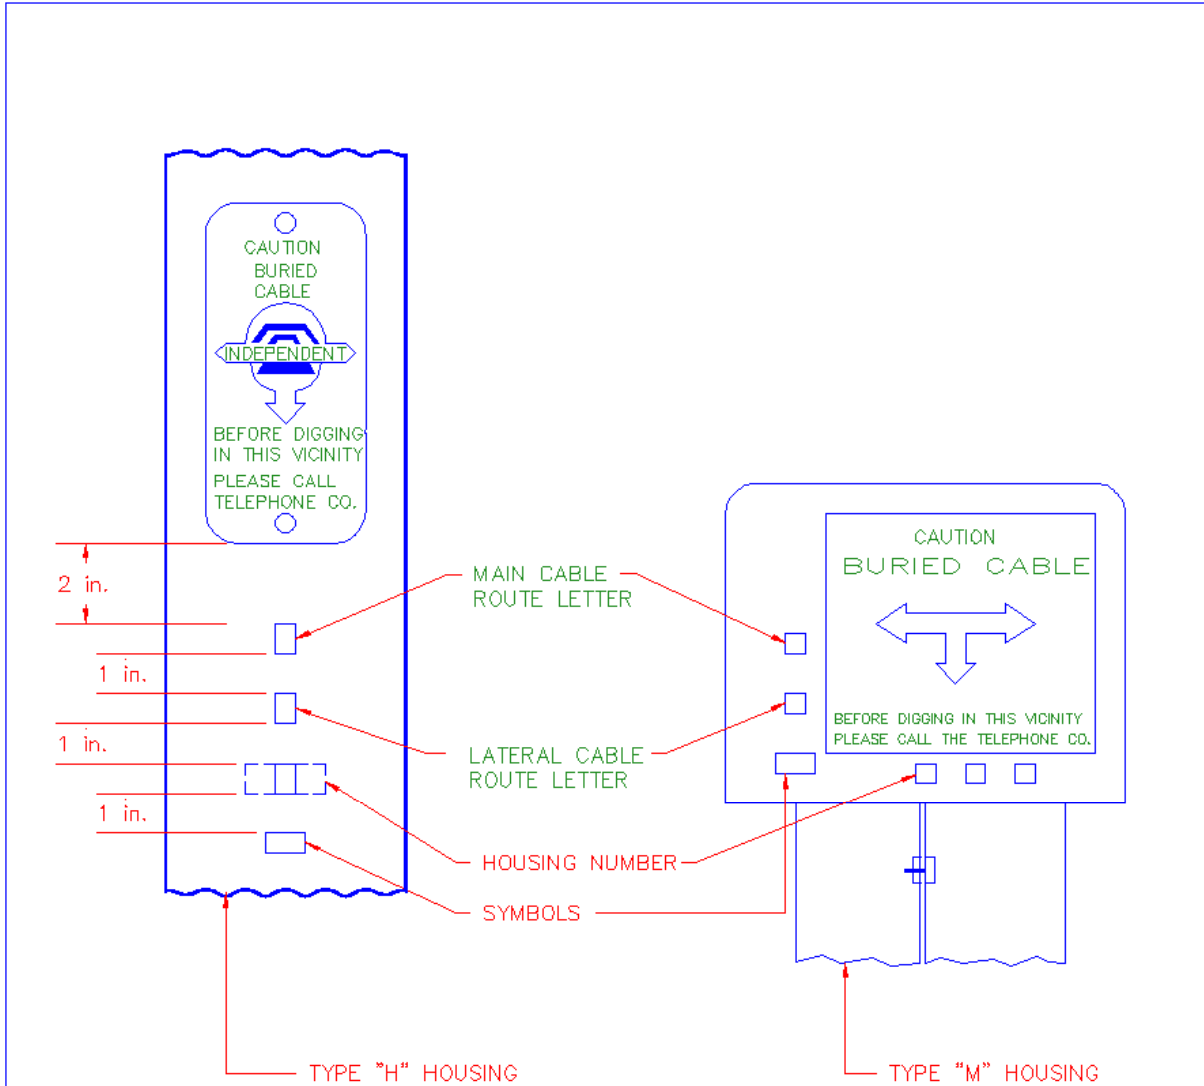 CAUTION
BURIED
CABLE
INDEPENDENT
BEFORE DIGGING
IN THIS VICINITY
PLEASE CALL
TELEPHONE CO.
2 in.
1 in.
1 in.
1 in.
MAIN CABLE
ROUTE LETTER
LATERAL CABLE
ROUTE LETTER
HOUSING NUMBER
SYMBOLS
CAUTION
BURIED CABLE
BEFORE DIGGING IN THIS VICINITY
PLEASE CALL THE TELEPHONE CO.
TYPE "H" HOUSING
TYPE "M" HOUSING